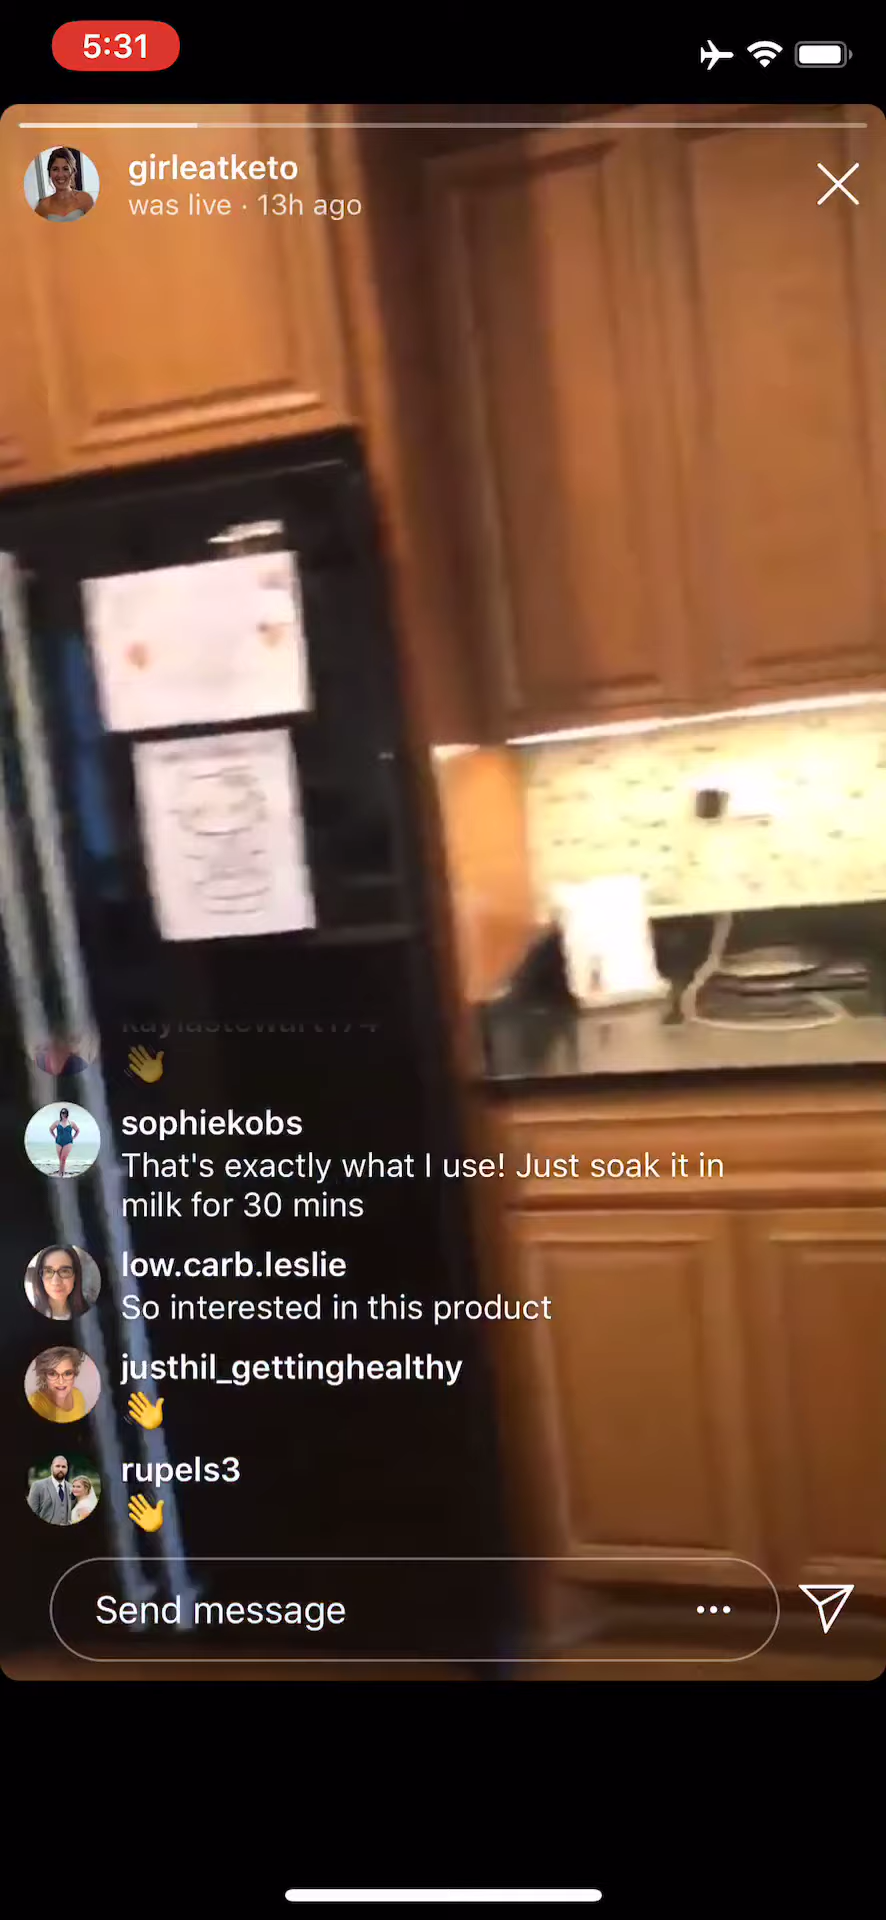 5:31
girleatketo
was live · 13h ago
👋
sophiekobs
That's exactly what I use! Just soak it in
milk for 30 mins
low.carb.leslie
So interested in this product
justhil_gettinghealthy
👋
rupels3
👋
Send message